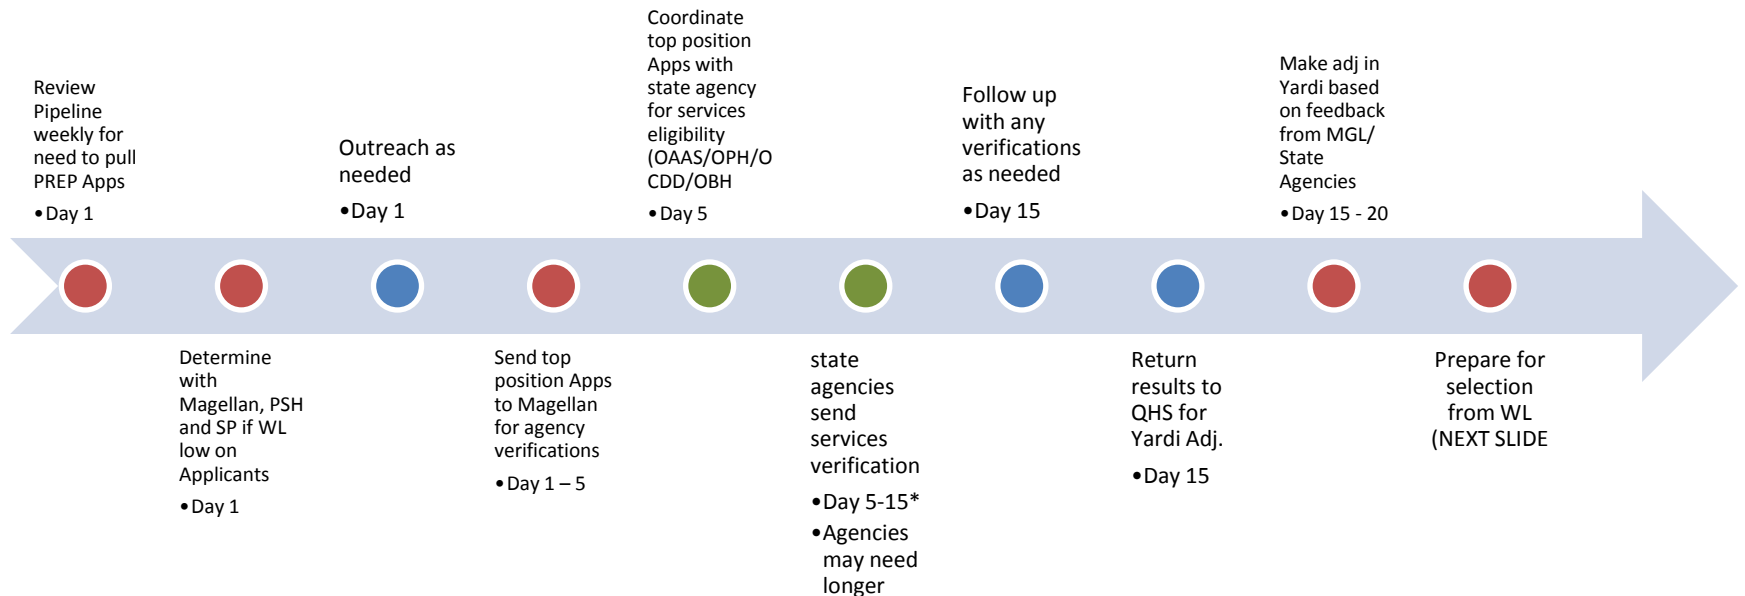 Review
Pipeline
weekly for
need to pull
PREP Apps
•Day 1
Determine
with
Magellan, PSH
and SP if WL
low on
Applicants
•Day 1
Outreach as
needed
•Day 1
Send top
position Apps
to Magellan
for agency
verifications
•Day 1 – 5
Coordinate
top position
Apps with
state agency
for services
eligibility
(OAAS/OPH/O
CDD/OBH
•Day 5
state
agencies
send
services
verification
•Day 5-15*
•Agencies
may need
longer
Follow up
with any
verifications
as needed
•Day 15
Return
results to
QHS for
Yardi Adj.
•Day 15
Make adj in
Yardi based
on feedback
from MGL/
State
Agencies
•Day 15 - 20
Prepare for
selection
from WL
(NEXT SLIDE